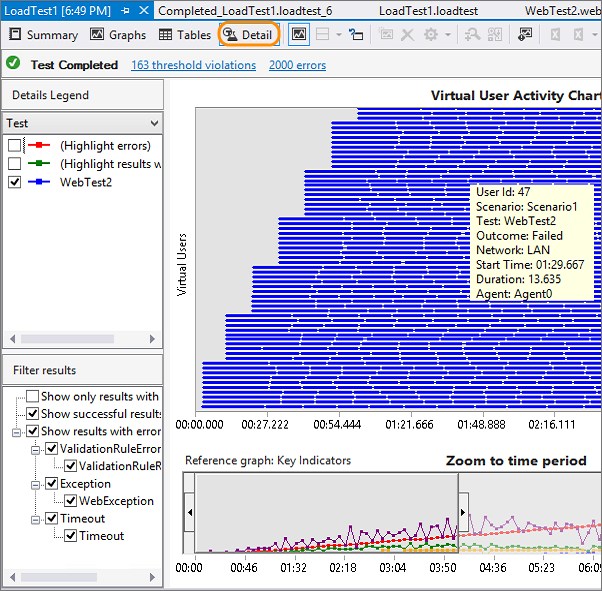 LoadTest1 [6:49 PM]
Completed_LoadTest1.loadtest_6
LoadTest1.loadtest
WebTest2.web
Summary
Graphs
Tables
Detail
Test Completed
163 threshold violations
2000 errors
Details Legend
Test
(Highlight errors)
(Highlight results w
WebTest2
Filter results
Show only results with
Show successful results
Show results with error
ValidationRuleError
ValidationRuleR
Exception
WebException
Timeout
Timeout
Virtual User Activity Chart
Virtual Users
User Id: 47
Scenario: Scenario1
Test: WebTest2
Outcome: Failed
Network: LAN
Start Time: 01:29.667
Duration: 13.635
Agent: Agent0
00:00.000 00:27.222 00:54.444 01:21.666 01:48.888 02:16.111
Reference graph: Key Indicators
Zoom to time period
00:00 00:46 01:32 02:18 03:04 03:50 04:36 05:23 06:09